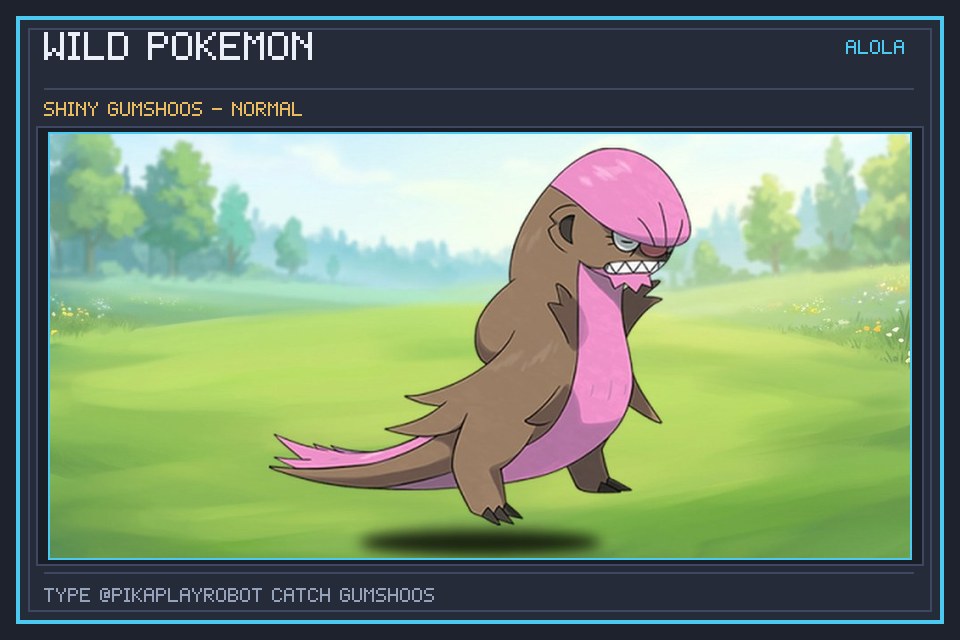 WILD POKEMON
ALOLA
SHINY GUMSHOOS - NORMAL
TYPE @PIKAPLAYROBOT CATCH GUMSHOOS